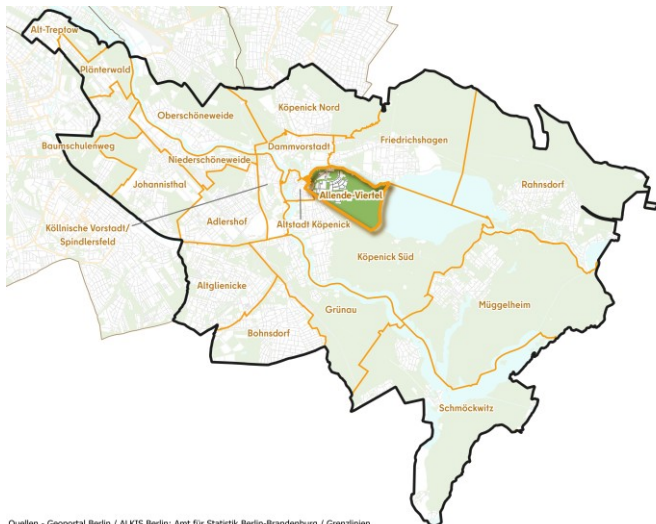 Alt-Treptow
Plänterwald
Oberschöneweide
Köpenick Nord
Dammvorstadt
Friedrichshagen
Baumschulenweg
Niederschöneweide
Johannisthal
Allende-Viertel
Rahnsdorf
Köllnische Vorstadt/
Spindlersfeld
Adlershof
Altstadt Köpenick
Köpenick Süd
Altglienicke
Grünau
Müggelheim
Bohnsdorf
Schmöckwitz
Quellen - Geoportal Berlin / ALKIS Berlin; Amt für Statistik Berlin-Brandenburg / Grenzlinien